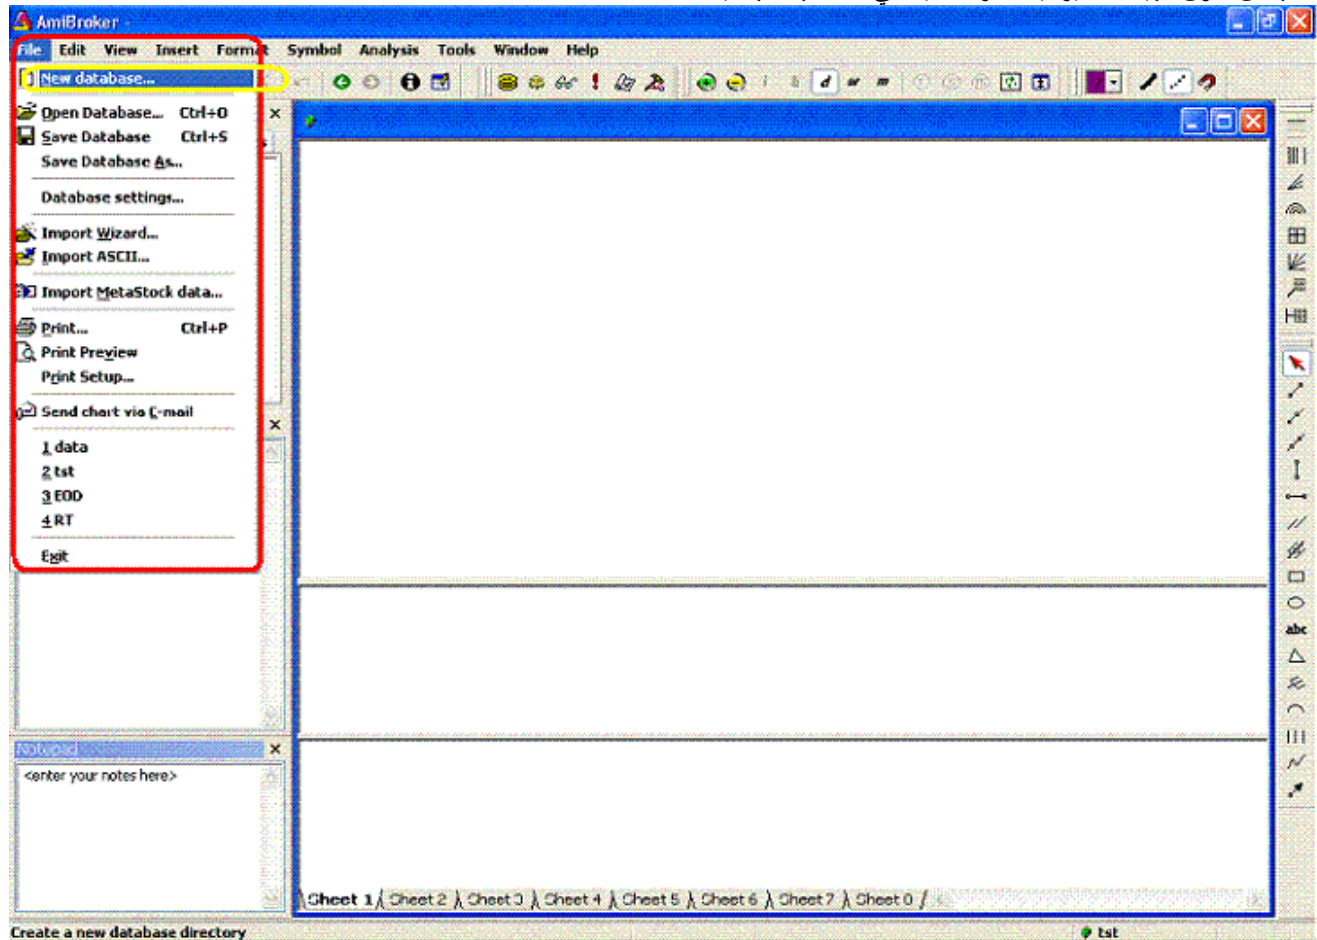 AmiBroker -
File Edit View Insert Format Symbol Analysis Tools Window Help
New database...
Open Database... Ctrl+O
Save Database Ctrl+S
Save Database As...
Database settings...
Import Wizard...
Import ASCII...
Import MetaStock data...
Print... Ctrl+P
Print Preview
Print Setup...
Send chart via E-mail
1 data
2 tst
3 EOD
4 RT
Exit
d
abc
Notepad
<enter your notes here>
Sheet 1 Sheet 2 Sheet 3 Sheet 4 Sheet 5 Sheet 6 Sheet 7 Sheet 8
Create a new database directory
tst